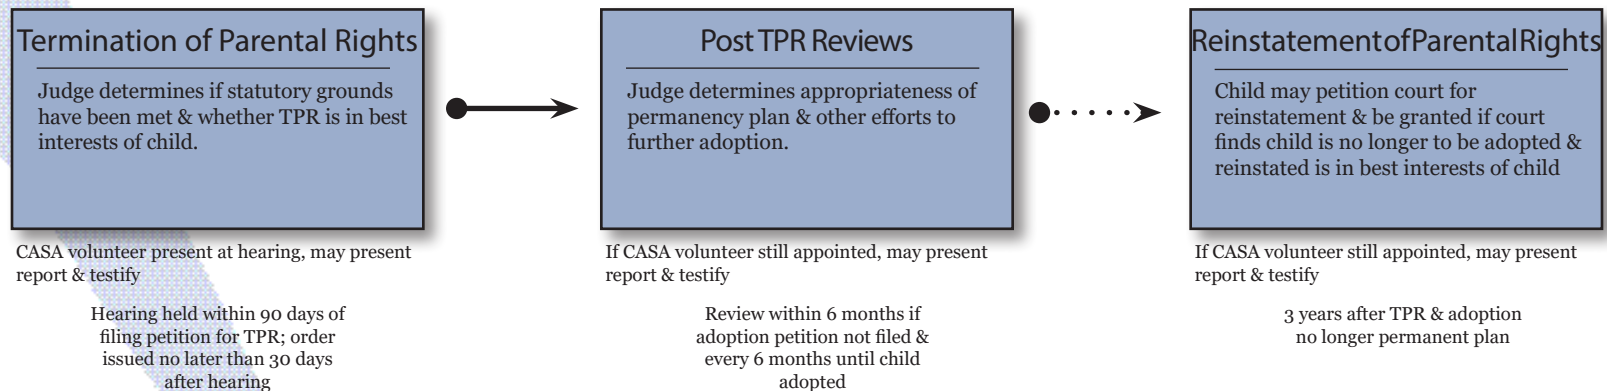 Termination of Parental Rights
Judge determines if statutory grounds
have been met & whether TPR is in best
interests of child.
CASA volunteer present at hearing, may present
report & testify
Hearing held within 90 days of
filing petition for TPR; order
issued no later than 30 days
after hearing
Post TPR Reviews
Judge determines appropriateness of
permanency plan & other efforts to
further adoption.
If CASA volunteer still appointed, may present
report & testify
Review within 6 months if
adoption petition not filed &
every 6 months until child
adopted
Reinstatement of Parental Rights
Child may petition court for
reinstatement & be granted if court
finds child is no longer to be adopted &
reinstated is in best interests of child
If CASA volunteer still appointed, may present
report & testify
3 years after TPR & adoption
no longer permanent plan